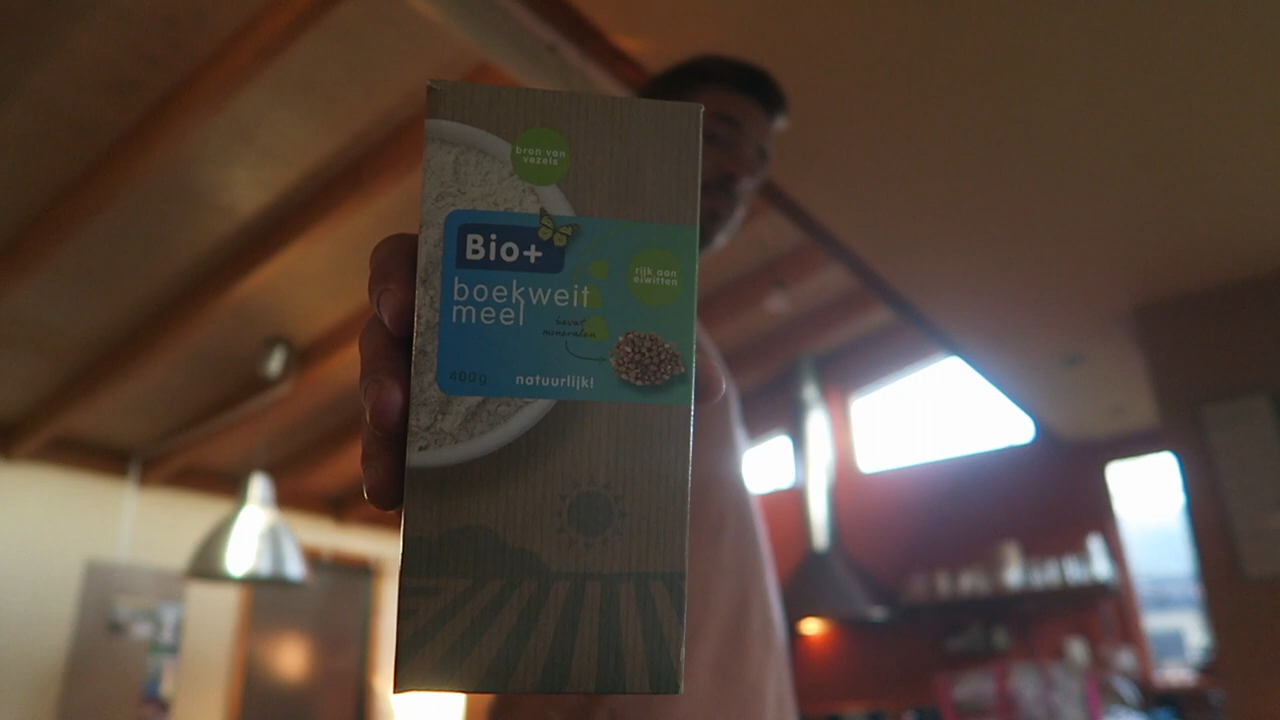 bron van
vezels
Bio+
rijk aan
eiwitten
boekweit
meel
bevat
mineralen
400g
natuurlijk!